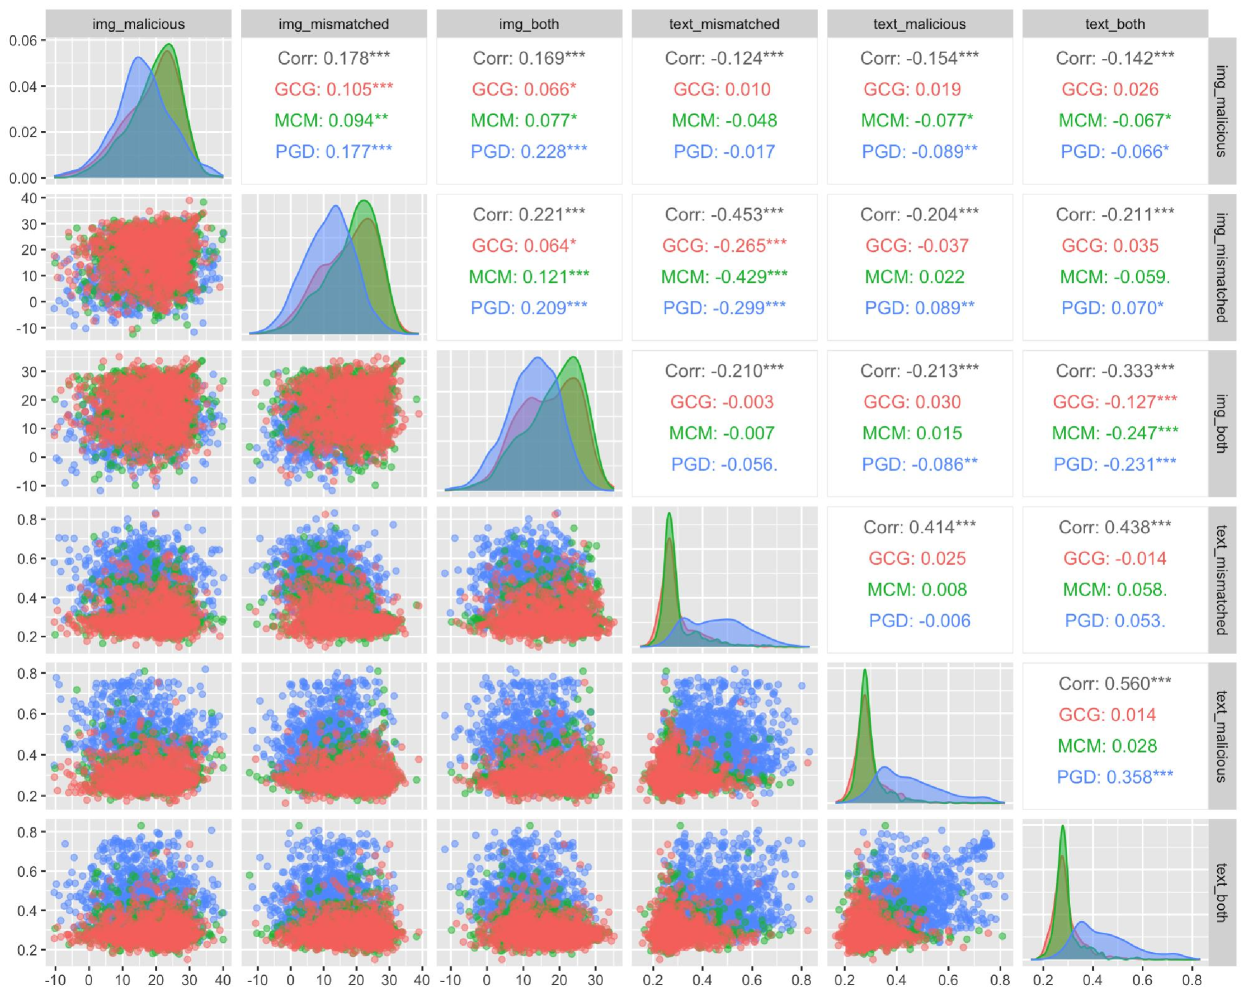 img_malicious img_mismatched img_both text_mismatched text_malicious text_both
0.06
0.04
0.02
0.00
Corr: 0.178*** Corr: 0.169*** Corr: -0.124*** Corr: -0.154*** Corr: -0.142***
GCG: 0.105*** GCG: 0.066* GCG: 0.010 GCG: 0.019 GCG: 0.026
MCM: 0.094** MCM: 0.077* MCM: -0.048 MCM: -0.077* MCM: -0.067*
PGD: 0.177*** PGD: 0.228*** PGD: -0.017 PGD: -0.089** PGD: -0.066*
img_malicious
40
30
20
10
0
-10
Corr: 0.221*** Corr: -0.453*** Corr: -0.204*** Corr: -0.211***
GCG: 0.064* GCG: -0.265*** GCG: -0.037 GCG: 0.035
MCM: 0.121*** MCM: -0.429*** MCM: 0.022 MCM: -0.059.
PGD: 0.209*** PGD: -0.299*** PGD: 0.089** PGD: 0.070*
img_mismatched
30
20
10
0
-10
Corr: -0.210*** Corr: -0.213*** Corr: -0.333***
GCG: -0.003 GCG: 0.030 GCG: -0.127***
MCM: -0.007 MCM: 0.015 MCM: -0.247***
PGD: -0.056. PGD: -0.086** PGD: -0.231***
img_both
0.8
0.6
0.4
0.2
Corr: 0.414*** Corr: 0.438***
GCG: 0.025 GCG: -0.014
MCM: 0.008 MCM: 0.058.
PGD: -0.006 PGD: 0.053.
text_mismatched
0.8
0.6
0.4
0.2
Corr: 0.560***
GCG: 0.014
MCM: 0.028
PGD: 0.358***
text_malicious
0.8
0.6
0.4
0.2
text_both
-10 0 10 20 30 40 -10 0 10 20 30 40 -10 0 10 20 30 0.2 0.4 0.6 0.8 0.2 0.4 0.6 0.8 0.2 0.4 0.6 0.8